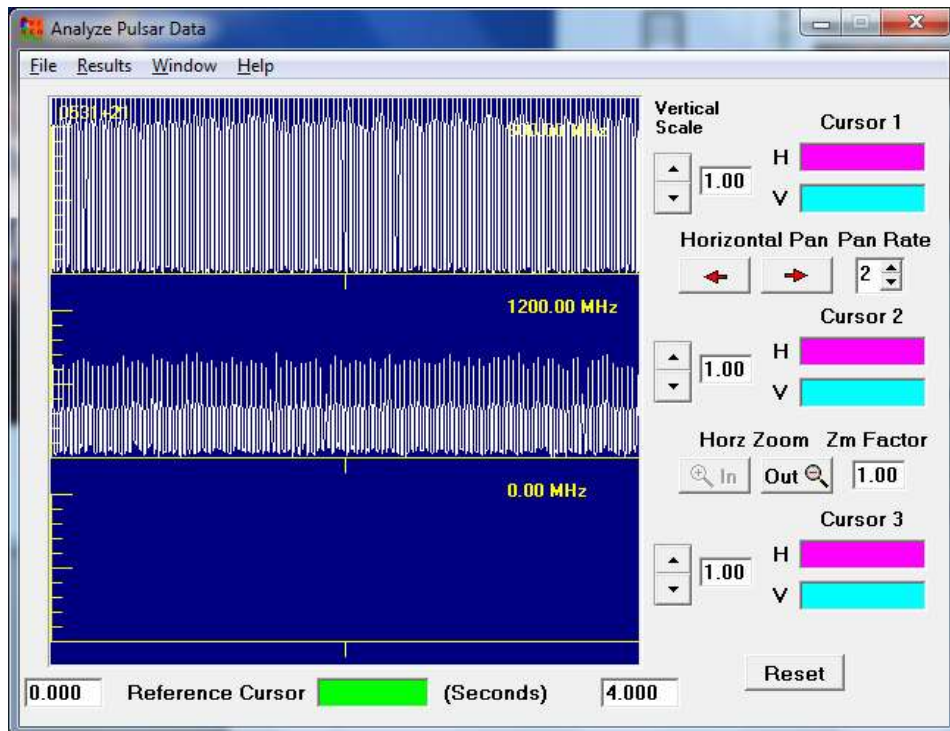 Analyze Pulsar Data
File Results Window Help
0531+21
Vertical
Scale
Cursor 1
H
1.00
V
Horizontal Pan Pan Rate
2
1200.00 MHz
Cursor 2
H
1.00
V
Horz Zoom Zm Factor
In Out 1.00
0.00 MHz
Cursor 3
H
1.00
V
Reset
0.000 Reference Cursor (Seconds) 4.000